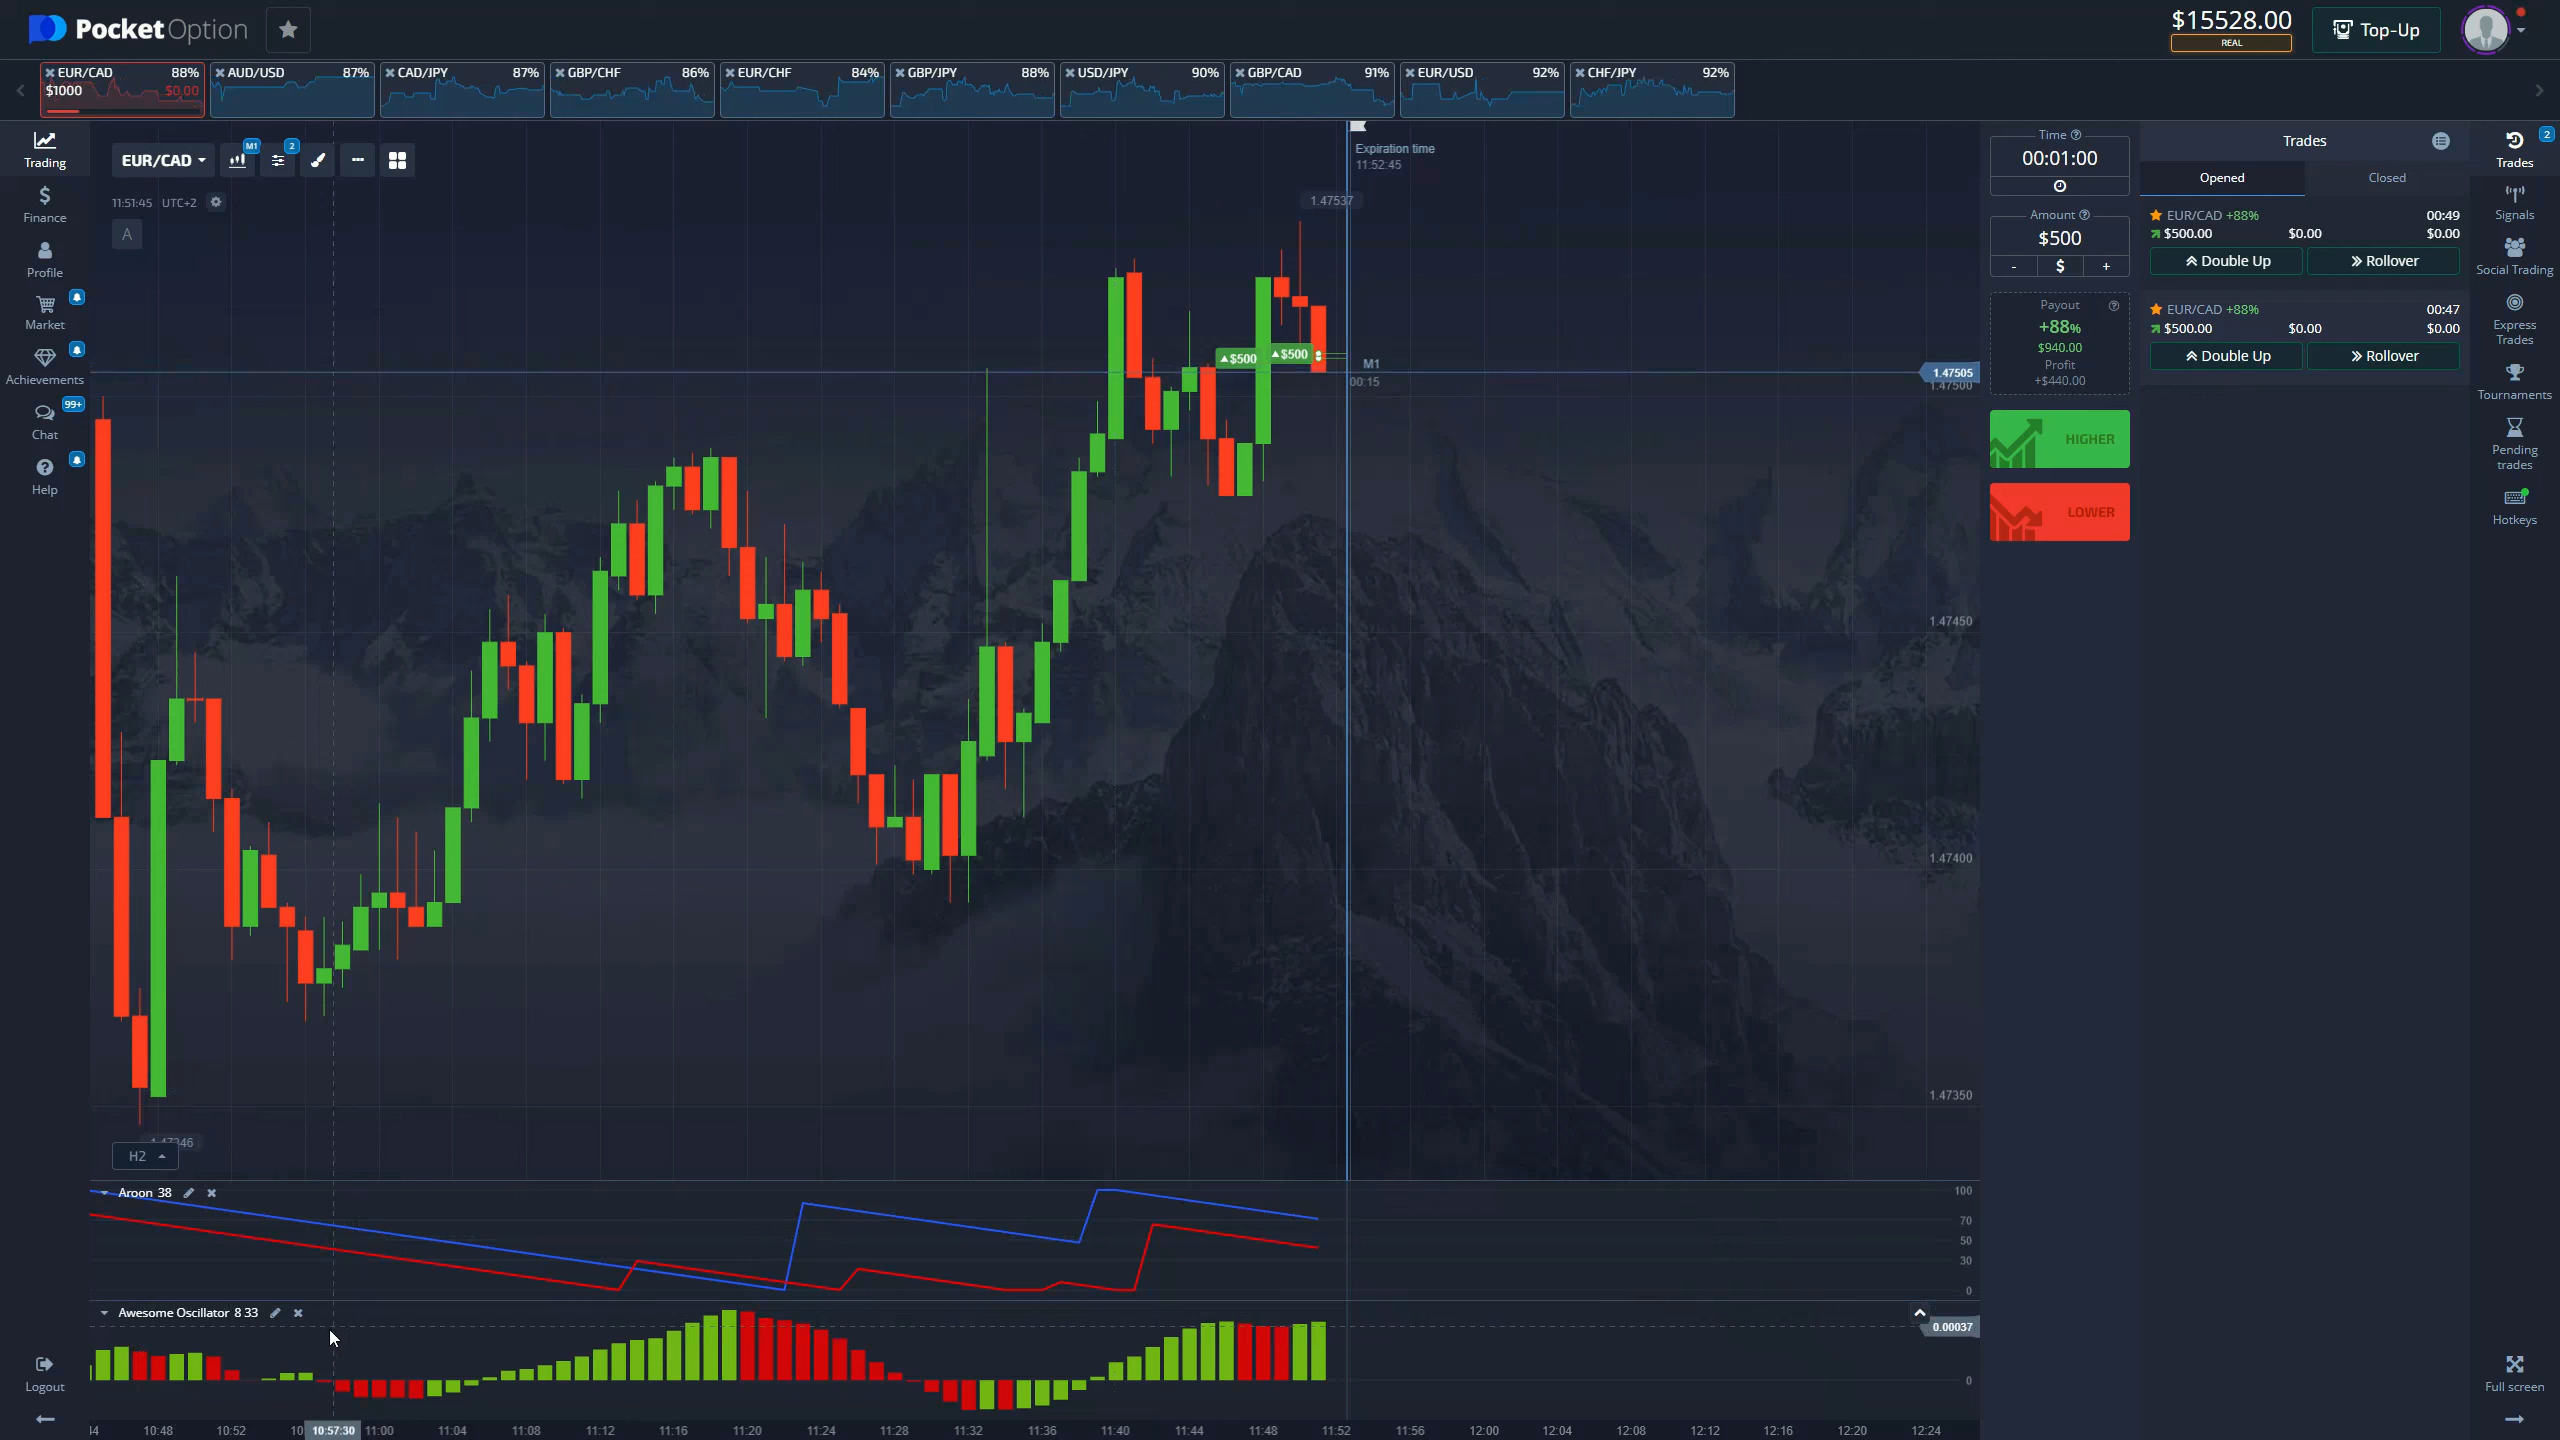 PocketOption
$15528.00
REAL
Top-Up
EUR/CAD 88%
$1000 $0.00
AUD/USD 87%
CAD/JPY 87%
GBP/CHF 86%
EUR/CHF 84%
GBP/JPY 88%
USD/JPY 90%
GBP/CAD 91%
EUR/USD 92%
CHF/JPY 92%
Trading
Finance
Profile
Market
Achievements
99+
Chat
Help
Logout
EUR/CAD
M1
2
11:51:45 UTC+2
A
Expiration time
11:52:45
1.47537
$500
$500
M1
00:15
1.47505
1.47500
1.47450
1.47400
1.47350
H2
Aroon 38
100
70
50
30
0
Awesome Oscillator 8 33
0.00037
0
10:48
10:52
10:57:30
11:00
11:04
11:08
11:12
11:16
11:20
11:24
11:28
11:32
11:36
11:40
11:44
11:48
11:52
11:56
12:00
12:04
12:08
12:12
12:16
12:20
12:24
Time
00:01:00
Amount
$500
- $ +
Payout
+88%
$940.00
Profit
+$440.00
HIGHER
LOWER
Trades
Opened Closed
EUR/CAD +88% 00:49
$500.00 $0.00 $0.00
Double Up Rollover
EUR/CAD +88% 00:47
$500.00 $0.00 $0.00
Double Up Rollover
2
Trades
Signals
Social Trading
Express
Trades
Tournaments
Pending
trades
Hotkeys
Full screen